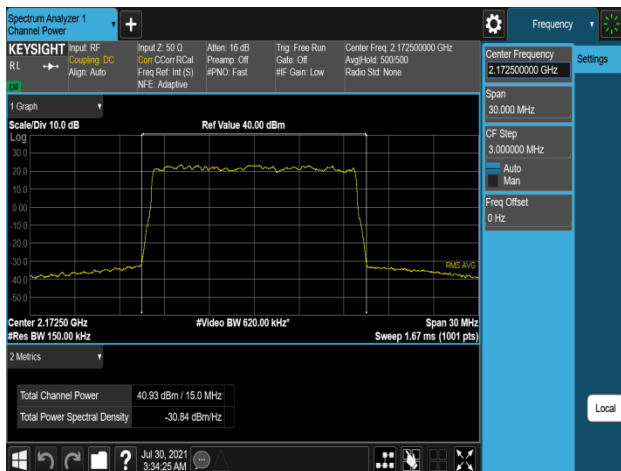 Spectrum Analyzer 1
Channel Power
Frequency
KEYSIGHT
Input: RF
Input Z: 50 Ω
Atten: 16 dB
Trig: Free Run
Center Freq: 2.172500000 GHz
RL
Coupling: DC
Corr CCorr RCal
Preamp: Off
Gate: Off
Avg|Hold: 500/500
Align: Auto
Freq Ref: Int (S)
#PNO: Fast
#IF Gain: Low
Radio Std: None
NFE: Adaptive
Center Frequency
2.172500000 GHz
Settings
Span
30.000 MHz
CF Step
3.000000 MHz
Auto
Man
Freq Offset
0 Hz
1 Graph
Scale/Div 10.0 dB
Ref Value 40.00 dBm
Log
30.0
20.0
10.0
0.00
-10.0
-20.0
-30.0
RMS AVG
-40.0
-50.0
Center 2.17250 GHz
#Video BW 620.00 kHz*
Span 30 MHz
#Res BW 150.00 kHz
Sweep 1.67 ms (1001 pts)
2 Metrics
Total Channel Power
40.93 dBm / 15.0 MHz
Total Power Spectral Density
-30.84 dBm/Hz
Local
?
Jul 30, 2021
3:34:25 AM